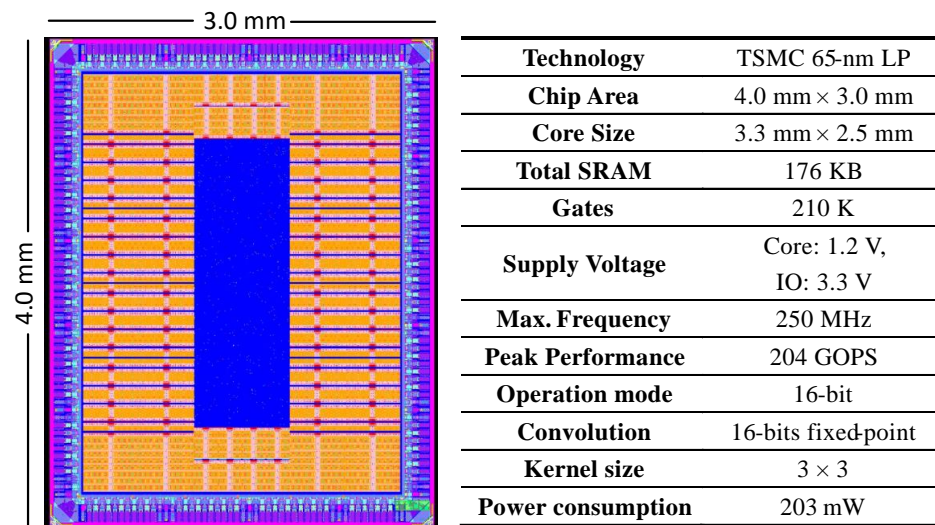 3.0 mm
4.0 mm
Technology TSMC 65-nm LP
Chip Area 4.0 mm × 3.0 mm
Core Size 3.3 mm × 2.5 mm
Total SRAM 176 KB
Gates 210 K
Supply Voltage Core: 1.2 V,
IO: 3.3 V
Max. Frequency 250 MHz
Peak Performance 204 GOPS
Operation mode 16-bit
Convolution 16-bits fixed-point
Kernel size 3 × 3
Power consumption 203 mW